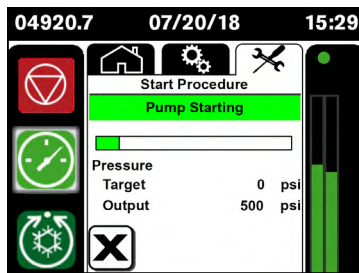 04920.7 07/20/18 15:29
Start Procedure
Pump Starting
Pressure
Target 0 psi
Output 500 psi